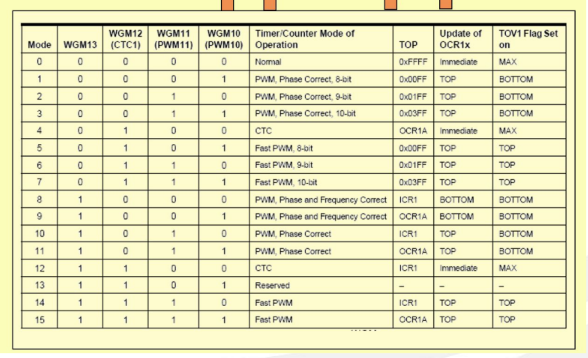 Mode WGM13 WGM12 (CTC1) WGM11 (PWM11) WGM10 (PWM10) Timer/Counter Mode of Operation TOP Update of OCR1x TOV1 Flag Set on
0 0 0 0 0 Normal 0xFFFF Immediate MAX
1 0 0 0 1 PWM, Phase Correct, 8-bit 0x00FF TOP BOTTOM
2 0 0 1 0 PWM, Phase Correct, 9-bit 0x01FF TOP BOTTOM
3 0 0 1 1 PWM, Phase Correct, 10-bit 0x03FF TOP BOTTOM
4 0 1 0 0 CTC OCR1A Immediate MAX
5 0 1 0 1 Fast PWM, 8-bit 0x00FF TOP TOP
6 0 1 1 0 Fast PWM, 9-bit 0x01FF TOP TOP
7 0 1 1 1 Fast PWM, 10-bit 0x03FF TOP TOP
8 1 0 0 0 PWM, Phase and Frequency Correct ICR1 BOTTOM BOTTOM
9 1 0 0 1 PWM, Phase and Frequency Correct OCR1A BOTTOM BOTTOM
10 1 0 1 0 PWM, Phase Correct ICR1 TOP BOTTOM
11 1 0 1 1 PWM, Phase Correct OCR1A TOP BOTTOM
12 1 1 0 0 CTC ICR1 Immediate MAX
13 1 1 0 1 Reserved – – –
14 1 1 1 0 Fast PWM ICR1 TOP TOP
15 1 1 1 1 Fast PWM OCR1A TOP TOP